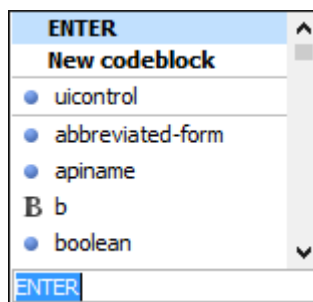 ENTER
New codeblock
uicontrol
abbreviated-form
apiname
B b
boolean
ENTER